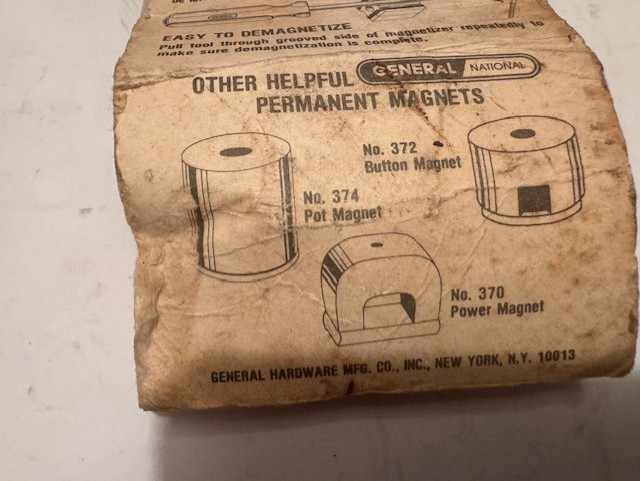 EASY TO DEMAGNETIZE
Pull tool through grooved side of magnetizer repeatedly to
make sure demagnetization is complete.
OTHER HELPFUL GENERAL NATIONAL
PERMANENT MAGNETS
No. 372
Button Magnet
No. 374
Pot Magnet
No. 370
Power Magnet
GENERAL HARDWARE MFG. CO., INC., NEW YORK, N.Y. 10013